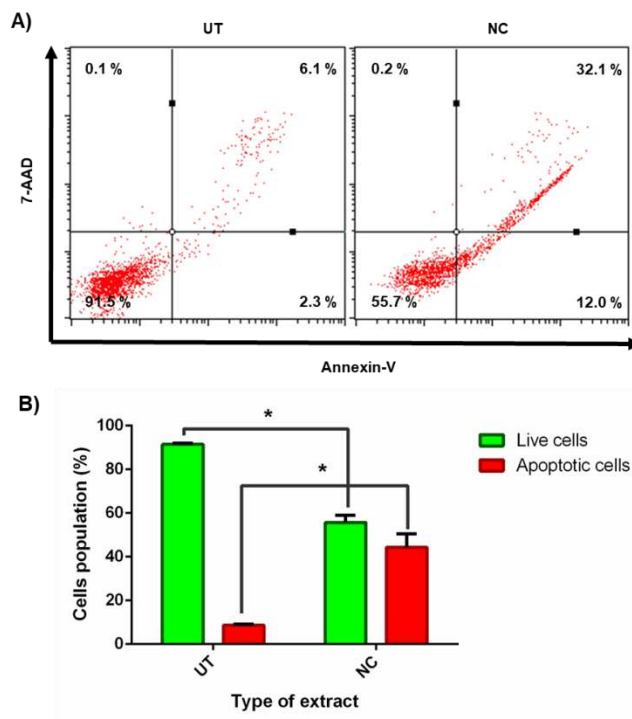 A)
UT
NC
0.1 %
6.1 %
0.2 %
32.1 %
7-AAD
91.5 %
2.3 %
55.7 %
12.0 %
Annexin-V
B)
100
80
60
40
20
0
Cells population (%)
*
*
Live cells
Apoptotic cells
UT
NC
Type of extract